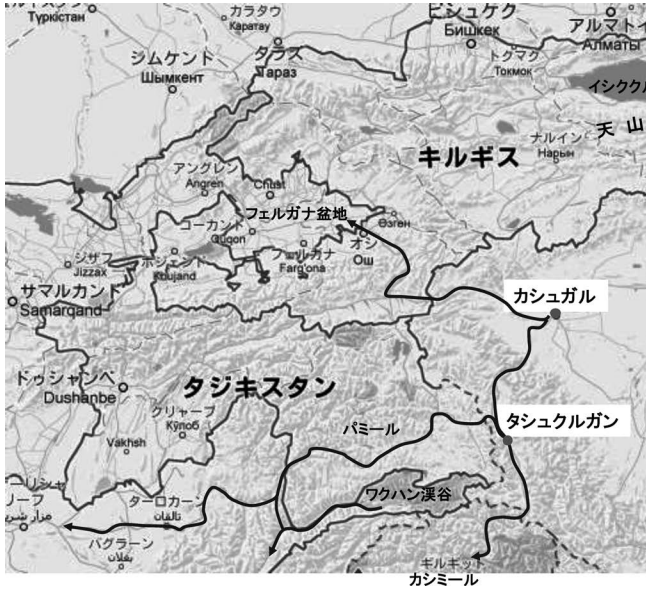 Түркістан
カラタウ
Каратау
ビシュケク
Бишкек
アルマトイ
Алматы
ジムケント
Шымкент
タラス
Тараз
トクマク
Токмок
イシククル
天 山
キルギス
ナルイン
Нарын
アングレン
Angren
Chust
フェルガナ盆地
Өзген
コーカンド
Quqon
オシ
Ош
ジザフ
Jizzax
ホジェンド
Khujand
フェルガナ
Farg'ona
カシュガル
サマルカンド
Samarqand
ドゥシャンベ
Dushanbe
タジキスタン
クリャーブ
Кӯлоб
パミール
タシュクルガン
Vakhsh
ワクハン渓谷
ターロカーン
تالقان
バグラーン
بغلان
ギルギット
カシミール